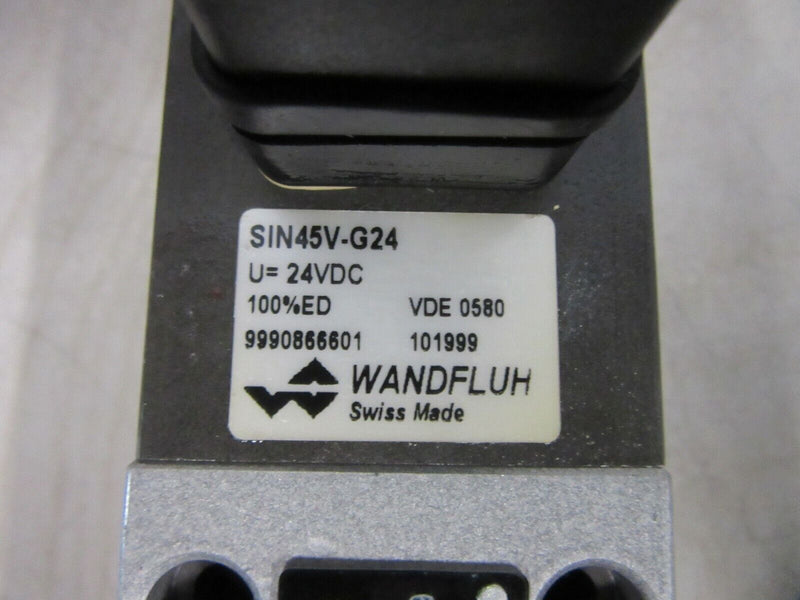 SIN45V-G24
U= 24VDC
100%ED VDE 0580
9990866601 101999
WANDFLUH
Swiss Made